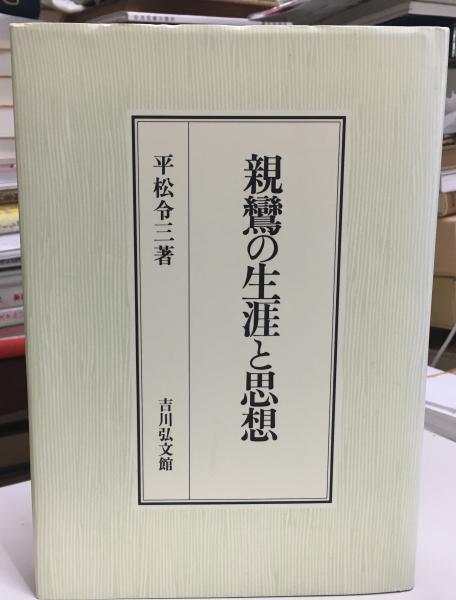 親鸞の生涯と思想
平松令三著
吉川弘文館